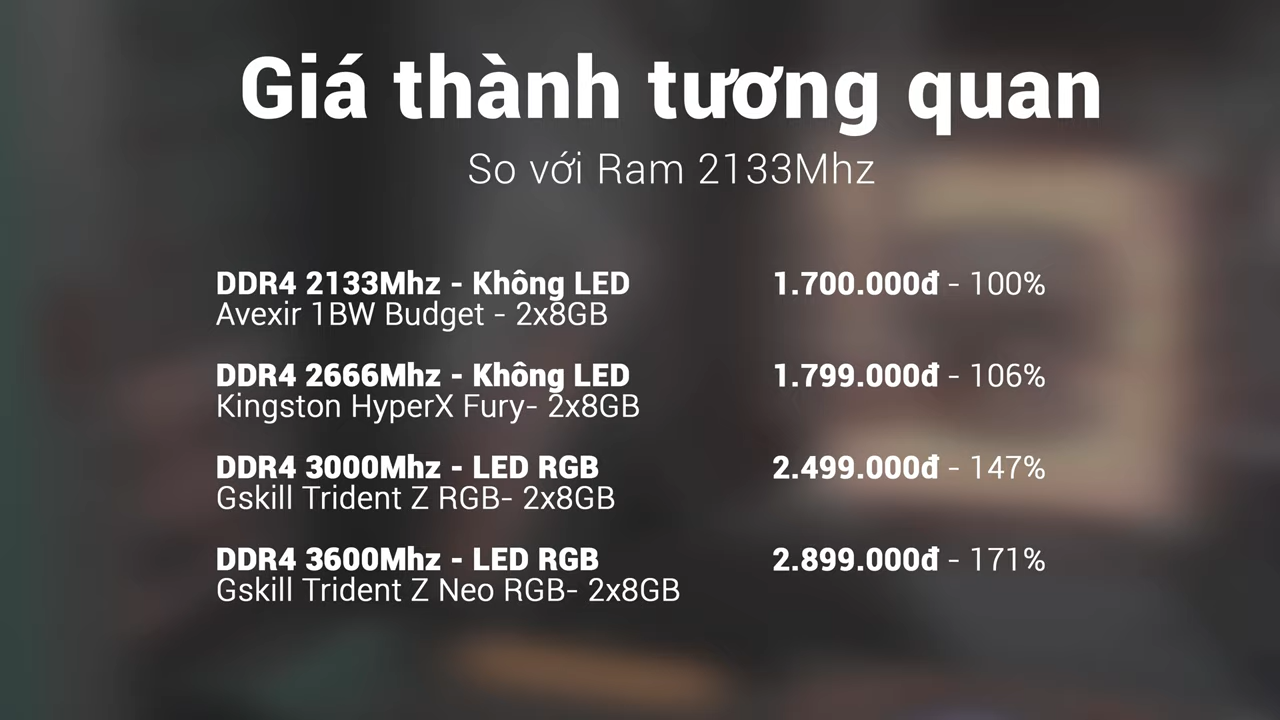 Giá thành tương quan
So với Ram 2133Mhz
DDR4 2133Mhz - Không LED 1.700.000đ - 100%
Avexir 1BW Budget - 2x8GB
DDR4 2666Mhz - Không LED 1.799.000đ - 106%
Kingston HyperX Fury- 2x8GB
DDR4 3000Mhz - LED RGB 2.499.000đ - 147%
Gskill Trident Z RGB- 2x8GB
DDR4 3600Mhz - LED RGB 2.899.000đ - 171%
Gskill Trident Z Neo RGB- 2x8GB